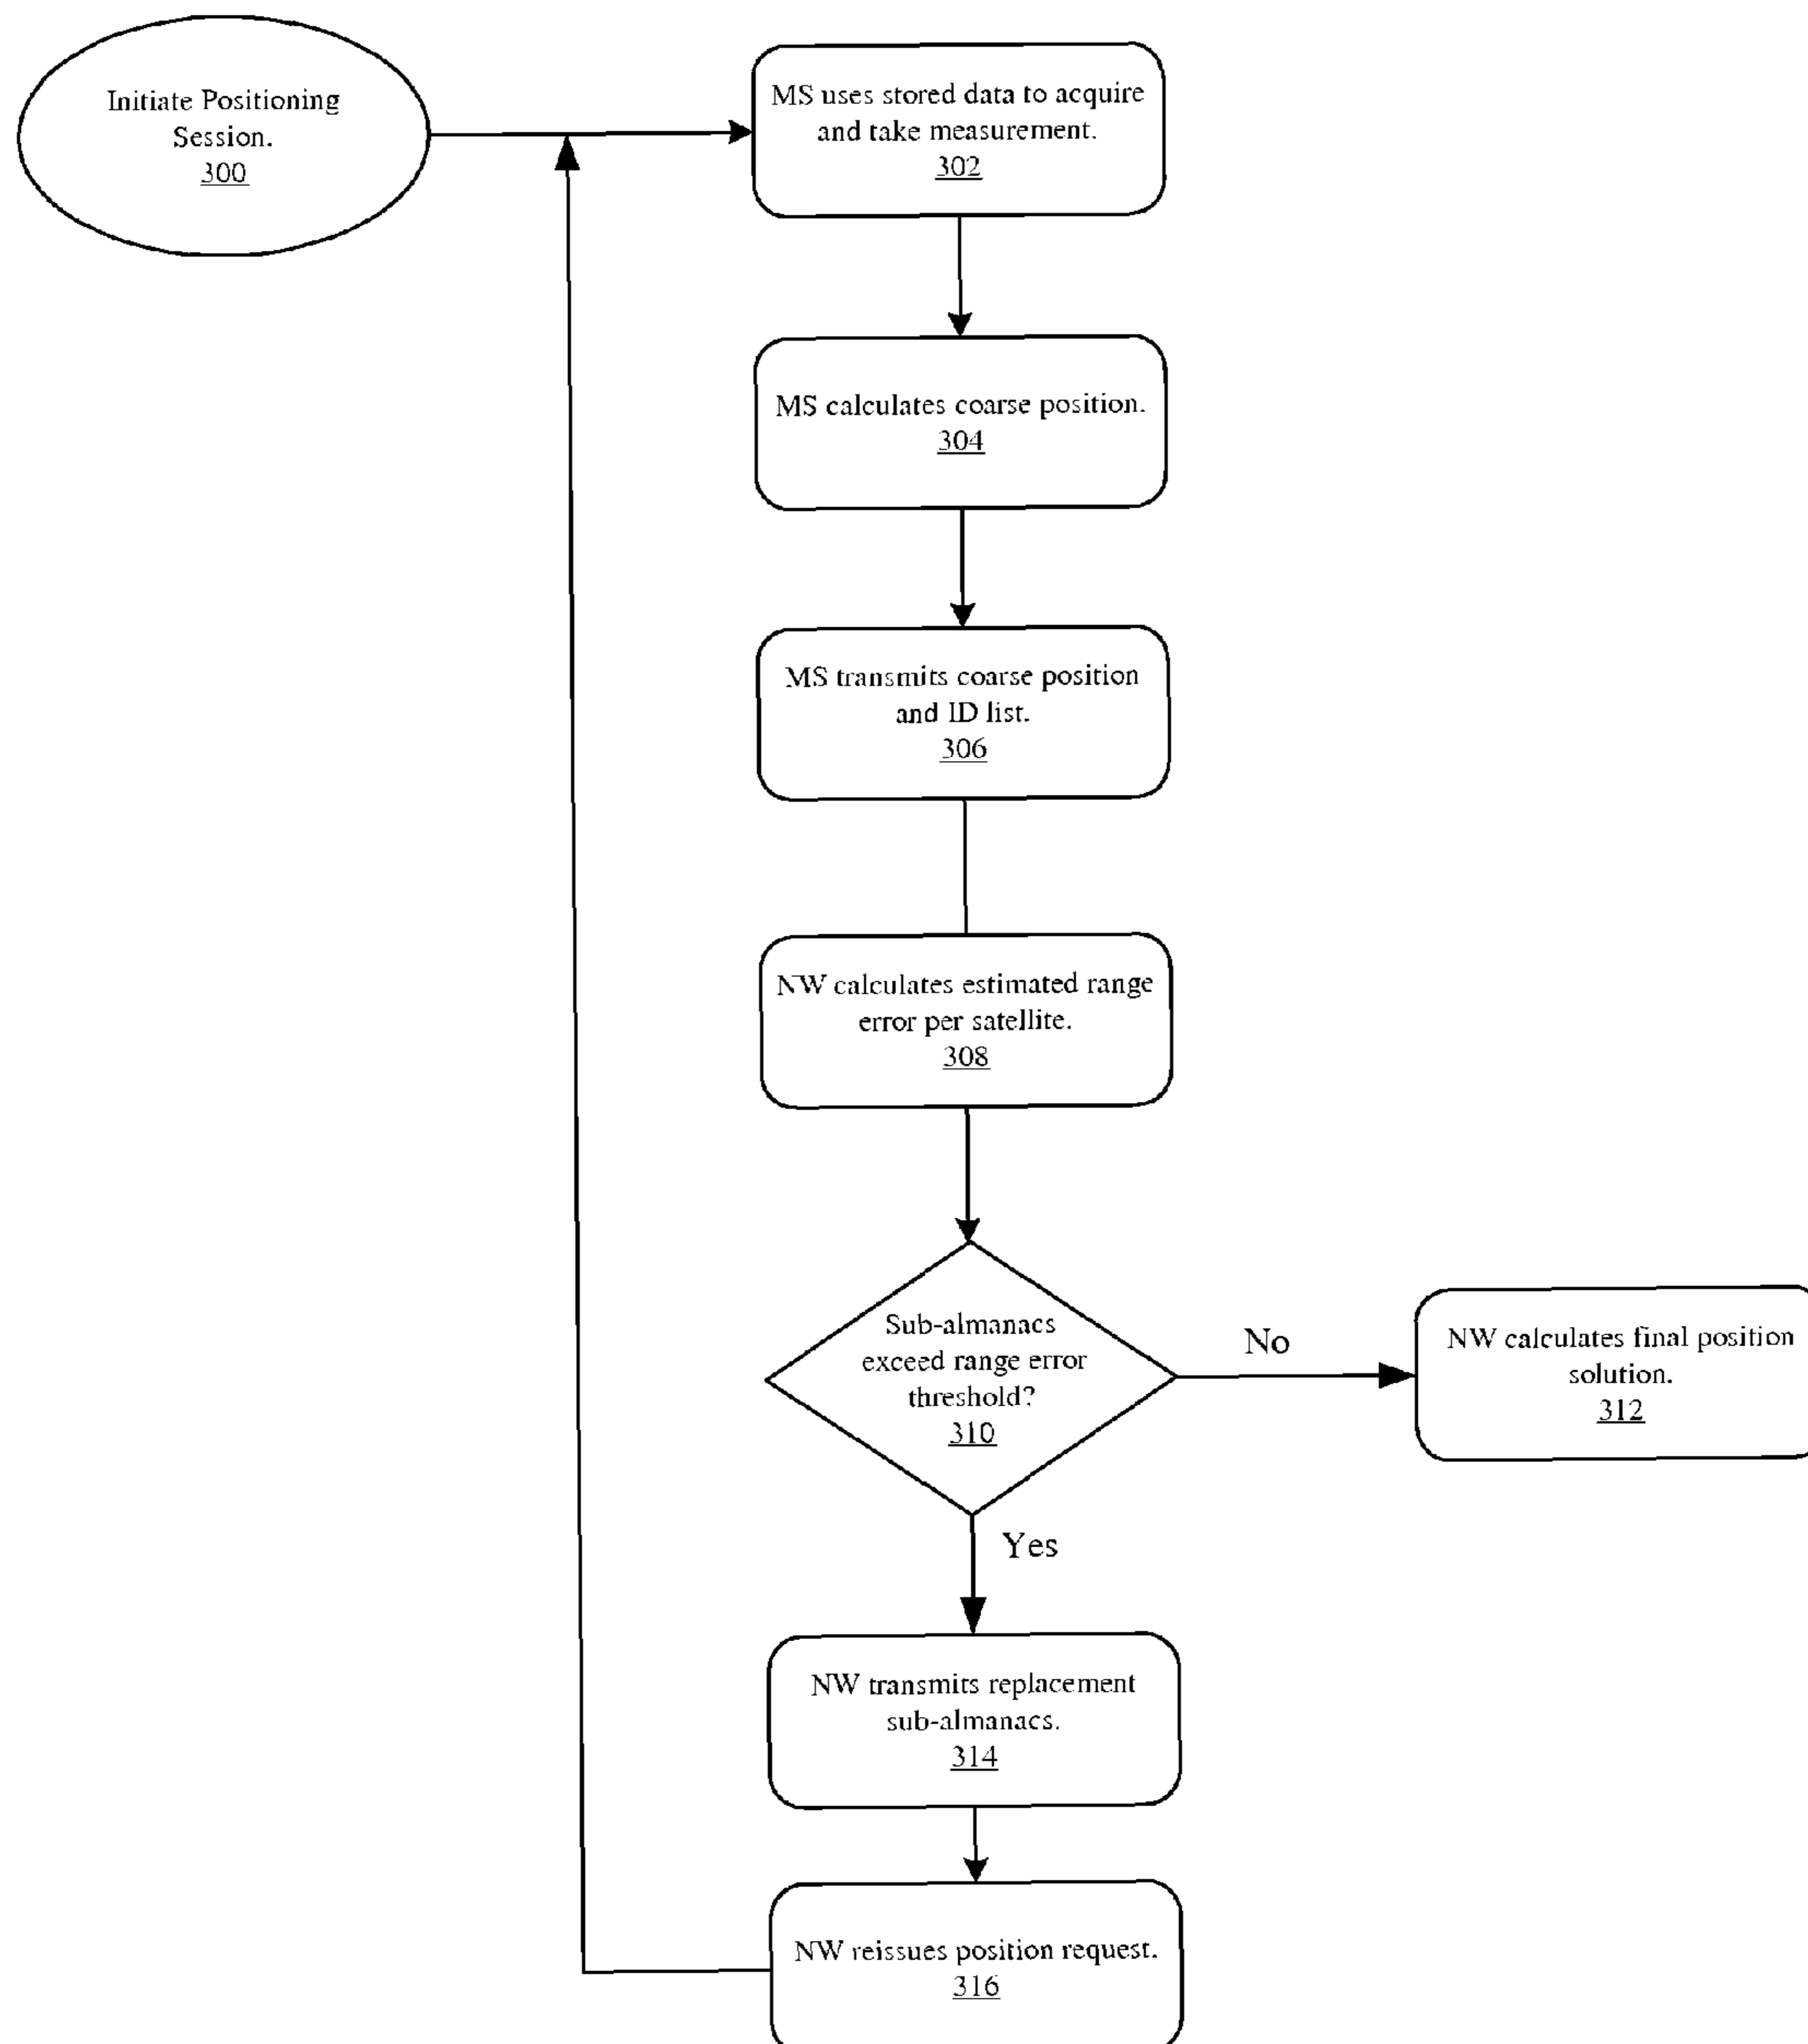 Initiate Positioning
Session.
300
MS uses stored data to acquire
and take measurement.
302
MS calculates coarse position.
304
MS transmits coarse position
and ID list.
306
NW calculates estimated range
error per satellite.
308
Sub-almanacs
exceed range error
threshold?
310
No
NW calculates final position
solution.
312
Yes
NW transmits replacement
sub-almanacs.
314
NW reissues position request.
316